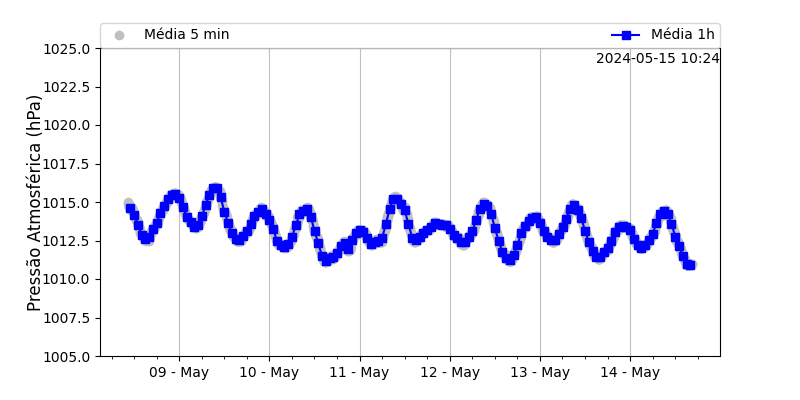 Média 5 min
Média 1h
2024-05-15 10:24
Pressão Atmosférica (hPa)
1025.0
1022.5
1020.0
1017.5
1015.0
1012.5
1010.0
1007.5
1005.0
09 - May
10 - May
11 - May
12 - May
13 - May
14 - May